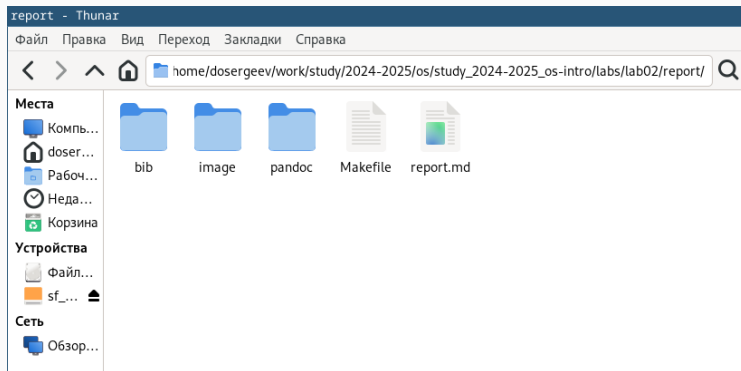 report - Thunar
Файл Правка Вид Переход Закладки Справка
home/dosergeev/work/study/2024-2025/os/study_2024-2025_os-intro/labs/lab02/report/
Места
Компь...
doser...
Рабоч...
Неда...
Корзина
Устройства
Файл...
sf_...
Сеть
Обзор...
bib image pandoc Makefile report.md